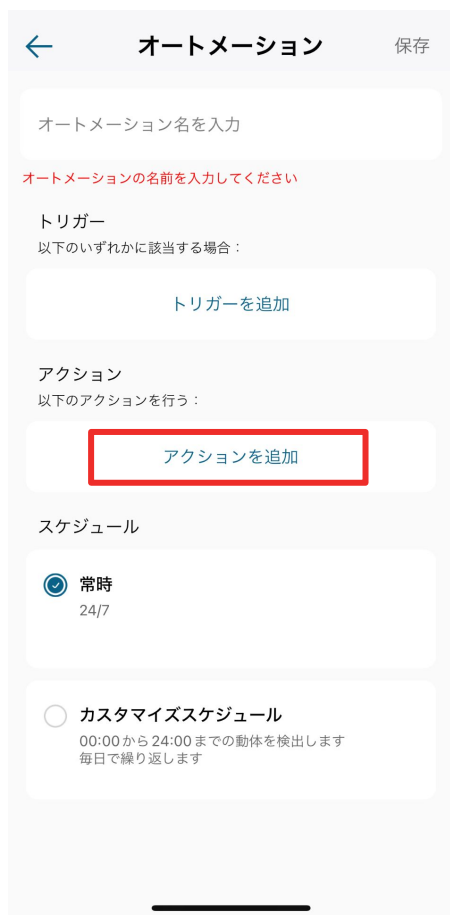 オートメーション 保存
オートメーション名を入力
オートメーションの名前を入力してください
トリガー
以下のいずれかに該当する場合：
トリガーを追加
アクション
以下のアクションを行う：
アクションを追加
スケジュール
常時
24/7
カスタマイズスケジュール
00:00から24:00までの動体を検出します
毎日で繰り返します